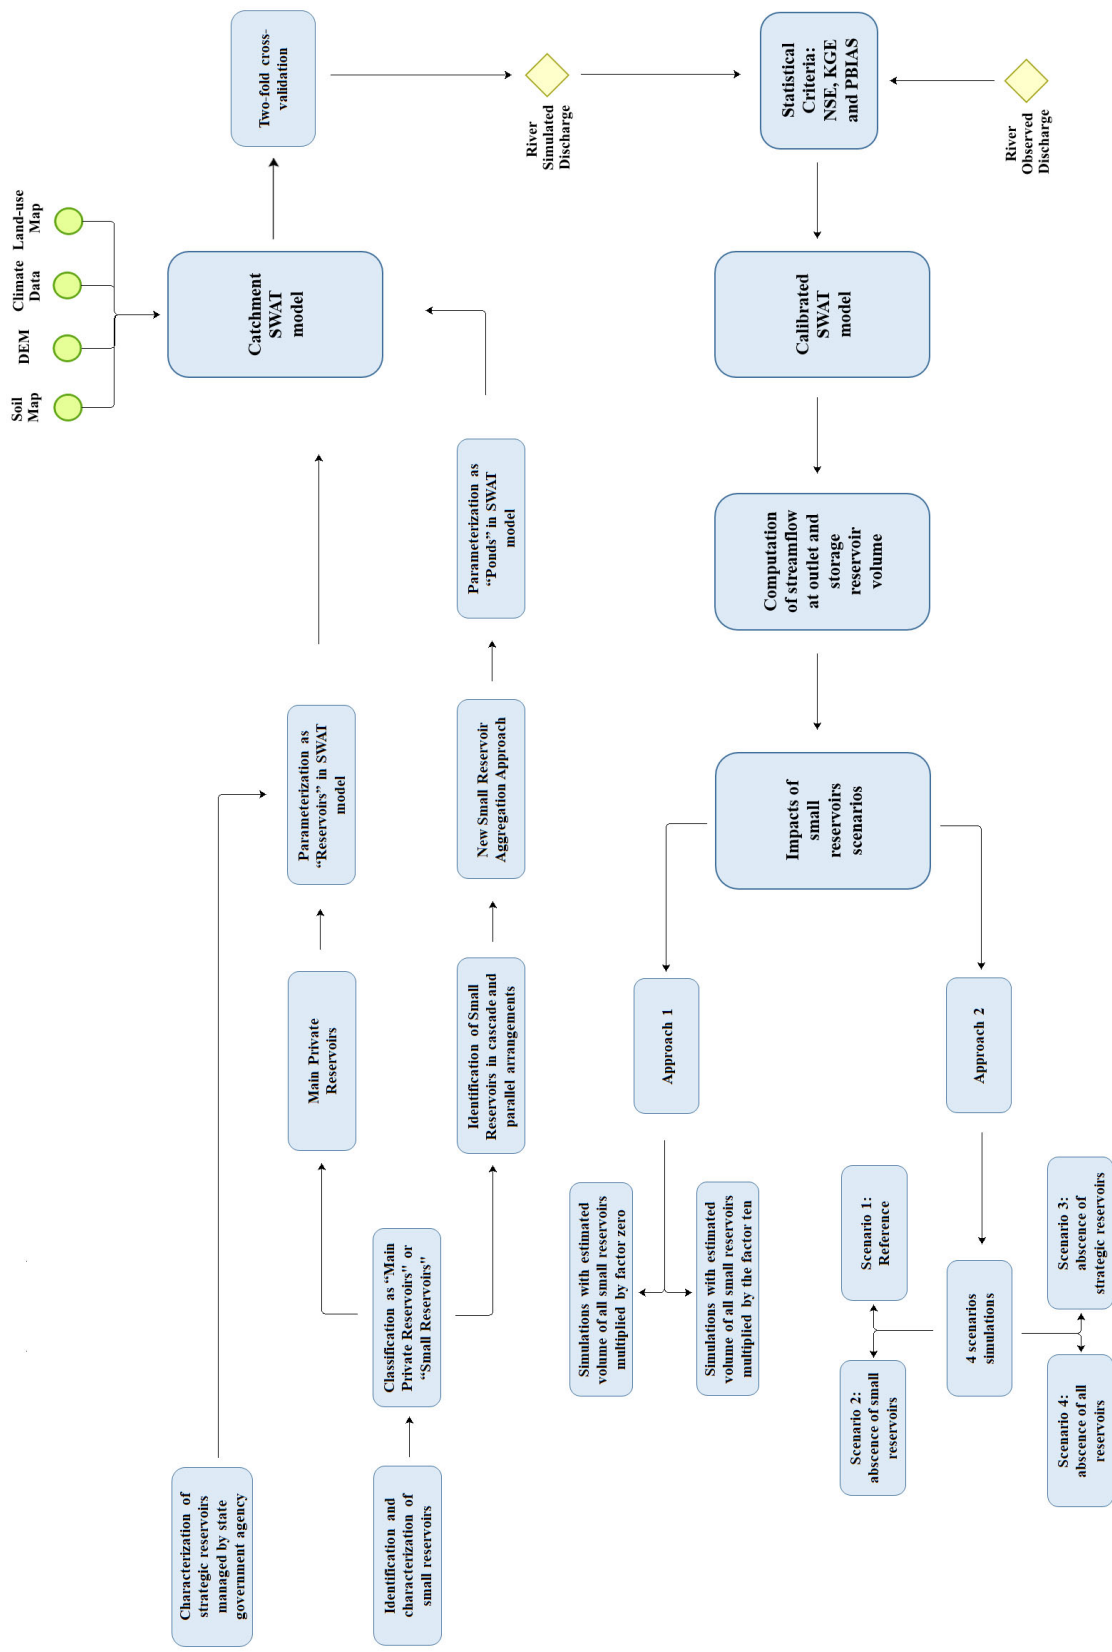 Soil
Map
DEM
Climate
Data
Land-use
Map
Characterization of
strategic reservoirs
managed by state
government agency
Catchment
SWAT
model
Two-fold cross-
validation
Parameterization as
“Reservoirs” in SWAT
model
Main Private
Reservoirs
Identification and
characterization of
small reservoirs
Classification as “Main
Private Reservoirs" or
“Small Reservoirs"
Identification of Small
Reservoirs in cascade and
parallel arrangements
New Small Reservoir
Aggregation Approach
Parameterization as
“Ponds” in SWAT
model
River
Simulated
Discharge
Statistical
Criteria:
NSE, KGE
and PBIAS
River
Observed
Discharge
Calibrated
SWAT
model
Computation
of streamflow
at outlet and
storage
reservoir
volume
Impacts of
small
reservoirs
scenarios
Approach 1
Simulations with estimated
volume of all small reservoirs
multiplied by factor zero
Simulations with estimated
volume of all small reservoirs
multiplied by the factor ten
Approach 2
4 scenarios
simulations
Scenario 1:
Reference
Scenario 2:
abscence of small
reservoirs
Scenario 3:
abscence of
strategic reservoirs
Scenario 4:
abscence of all
reservoirs